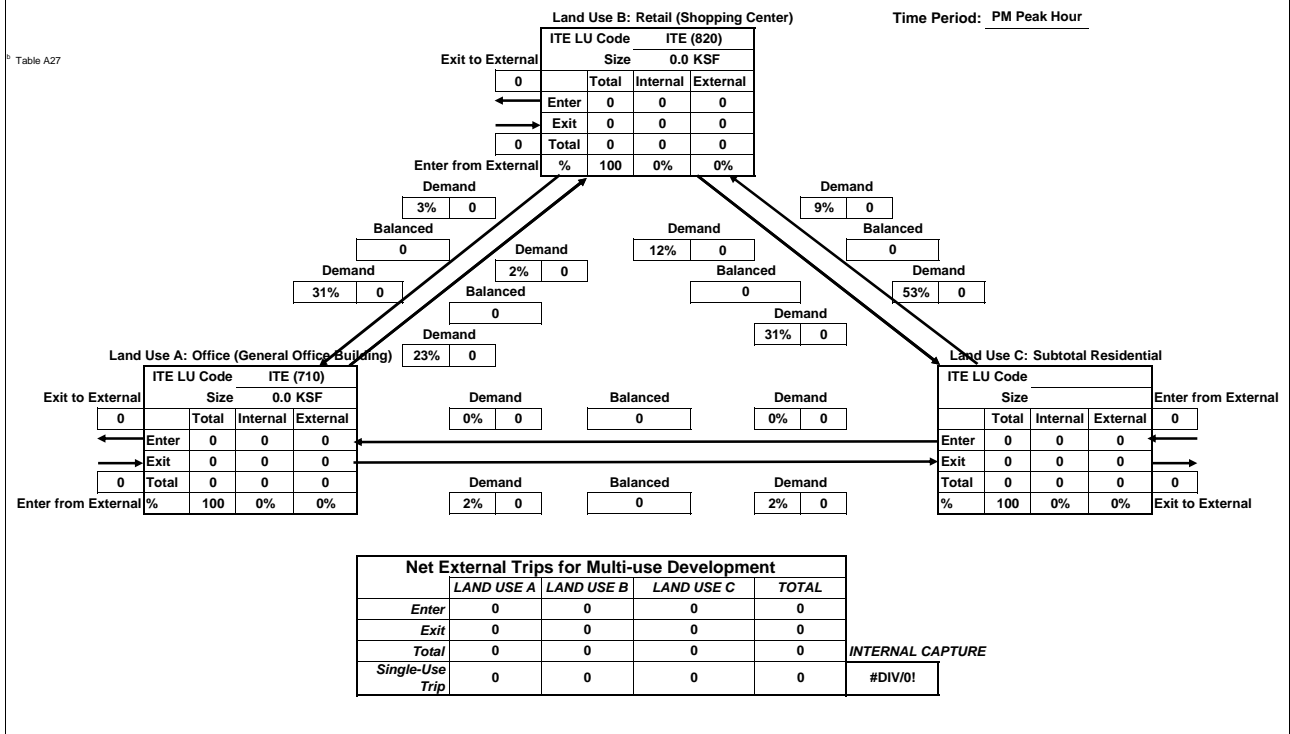 Land Use B: Retail (Shopping Center)
Time Period: PM Peak Hour
ITE LU Code ITE (820)
b Table A27
Exit to External Size 0.0 KSF
0 Total Internal External
Enter 0 0 0
Exit 0 0 0
0 Total 0 0 0
Enter from External % 100 0% 0%
Demand Demand
3% 0 9% 0
Balanced Demand Balanced
0 Demand 12% 0 0
Demand 2% 0 Balanced Demand
31% 0 Balanced 0 53% 0
0 Demand
Demand 31% 0
Land Use A: Office (General Office Building) 23% 0 Land Use C: Subtotal Residential
ITE LU Code ITE (710) ITE LU Code
Exit to External Size 0.0 KSF Demand Balanced Demand Size Enter from External
0 Total Internal External 0% 0 0 0% 0 Total Internal External 0
Enter 0 0 0 Enter 0 0 0
Exit 0 0 0 Exit 0 0 0
0 Total 0 0 0 Demand Balanced Demand Total 0 0 0 0
Enter from External % 100 0% 0% 2% 0 0 2% 0 % 100 0% 0% Exit to External
Net External Trips for Multi-use Development
LAND USE A LAND USE B LAND USE C TOTAL
Enter 0 0 0 0
Exit 0 0 0 0
Total 0 0 0 0 INTERNAL CAPTURE
Single-Use Trip 0 0 0 0 #DIV/0!